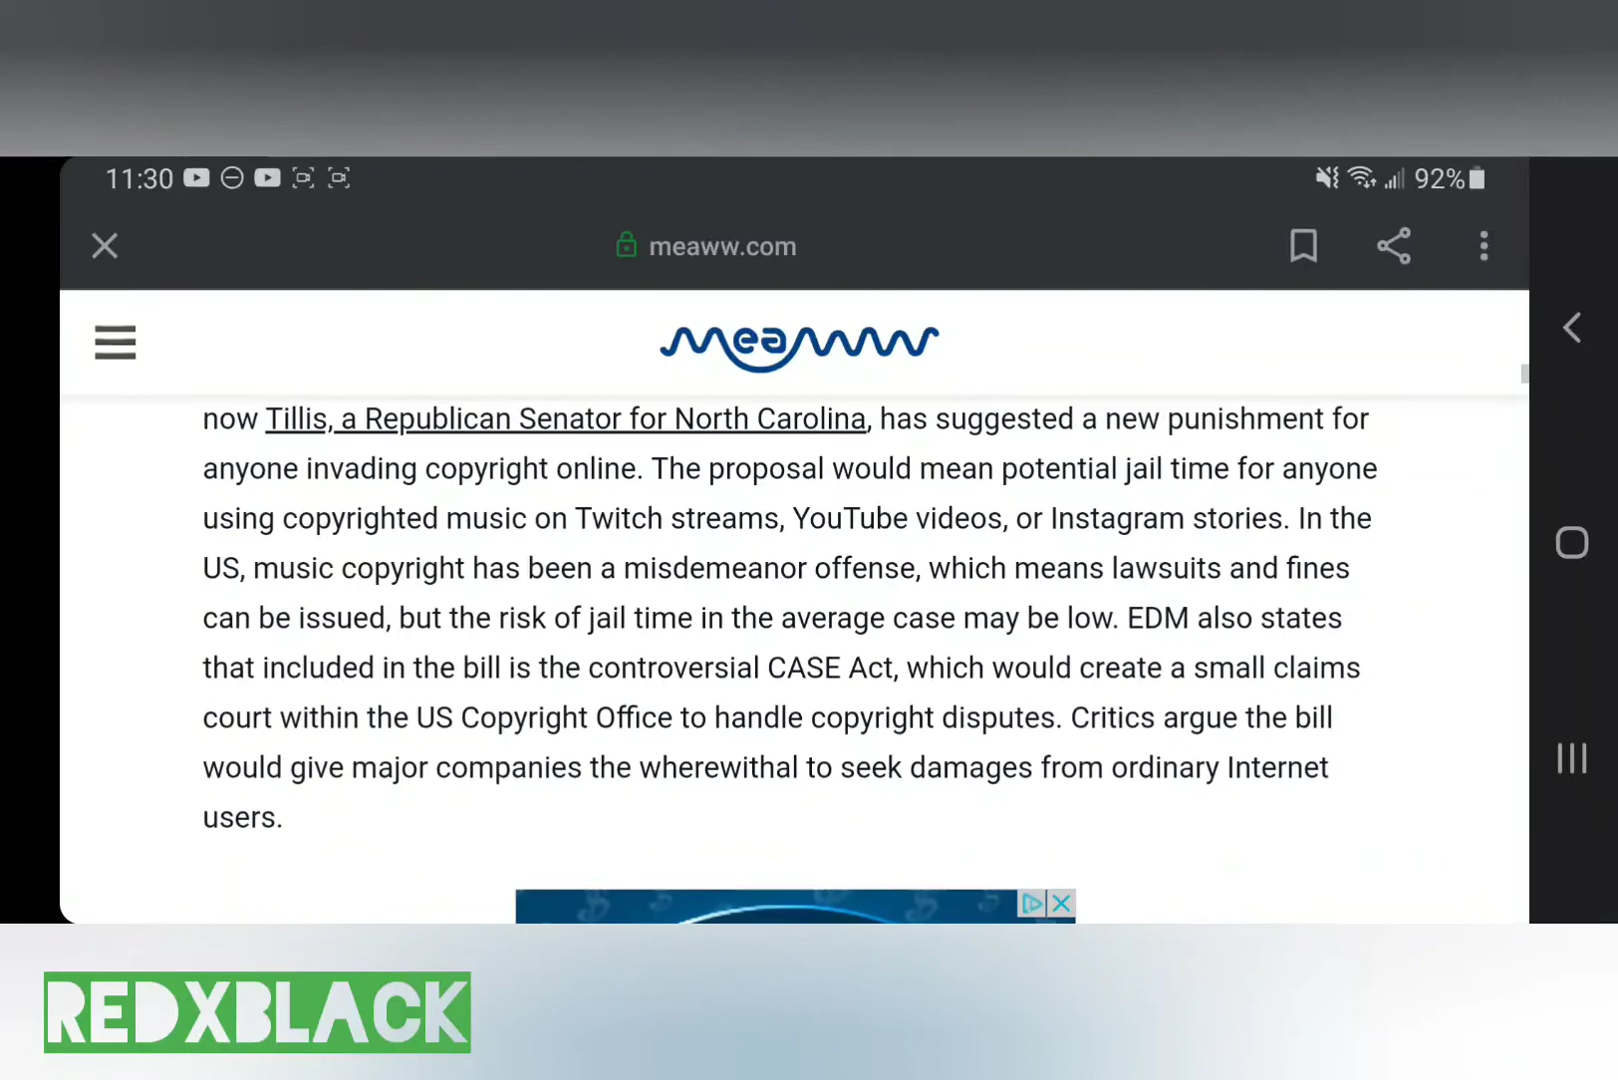 11:30
92%
meaww.com
meaww
now Tillis, a Republican Senator for North Carolina, has suggested a new punishment for
anyone invading copyright online. The proposal would mean potential jail time for anyone
using copyrighted music on Twitch streams, YouTube videos, or Instagram stories. In the
US, music copyright has been a misdemeanor offense, which means lawsuits and fines
can be issued, but the risk of jail time in the average case may be low. EDM also states
that included in the bill is the controversial CASE Act, which would create a small claims
court within the US Copyright Office to handle copyright disputes. Critics argue the bill
would give major companies the wherewithal to seek damages from ordinary Internet
users.
REDXBLACK